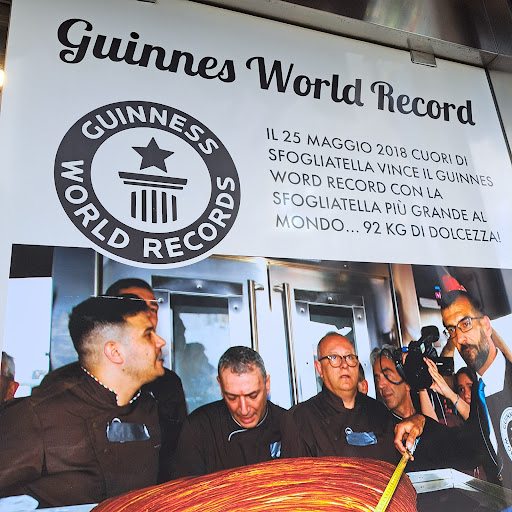 Guinnes World Record
GUINNESS
WORLD RECORDS
IL 25 MAGGIO 2018 CUORI DI
SFOGLIATELLA VINCE IL GUINNES
WORD RECORD CON LA
SFOGLIATELLA PIÙ GRANDE AL
MONDO... 92 KG DI DOLCEZZA!